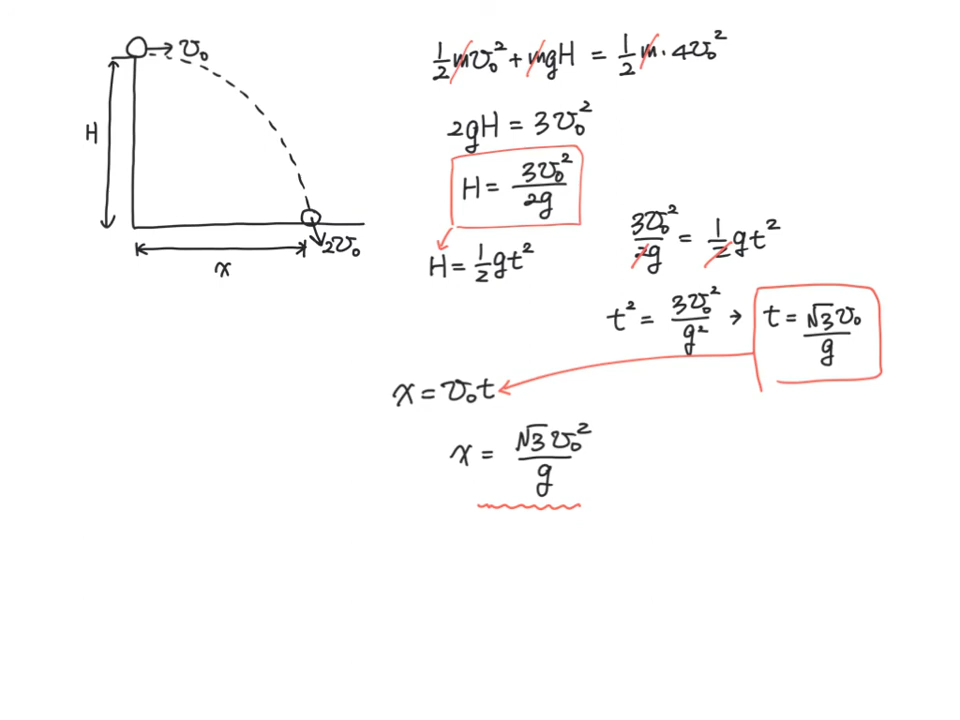 v₀
H
2v₀
x
½mv₀² + mgH = ½m·4v₀²
2gH = 3v₀²
H = 3v₀²/2g
H = ½gt²
3v₀²/2g = ½gt²
t² = 3v₀²/g² → t = √3v₀/g
x = v₀t
x = √3v₀²/g